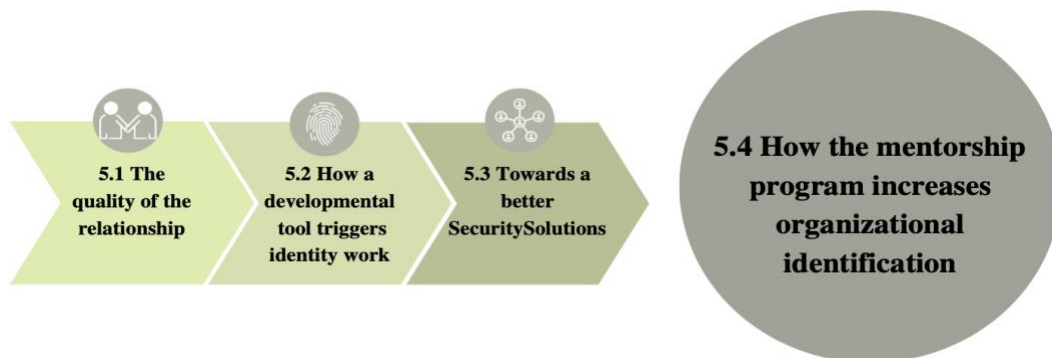 5.1 The
quality of the
relationship
5.2 How a
developmental
tool triggers
identity work
5.3 Towards a
better
SecuritySolutions
5.4 How the mentorship
program increases
organizational
identification